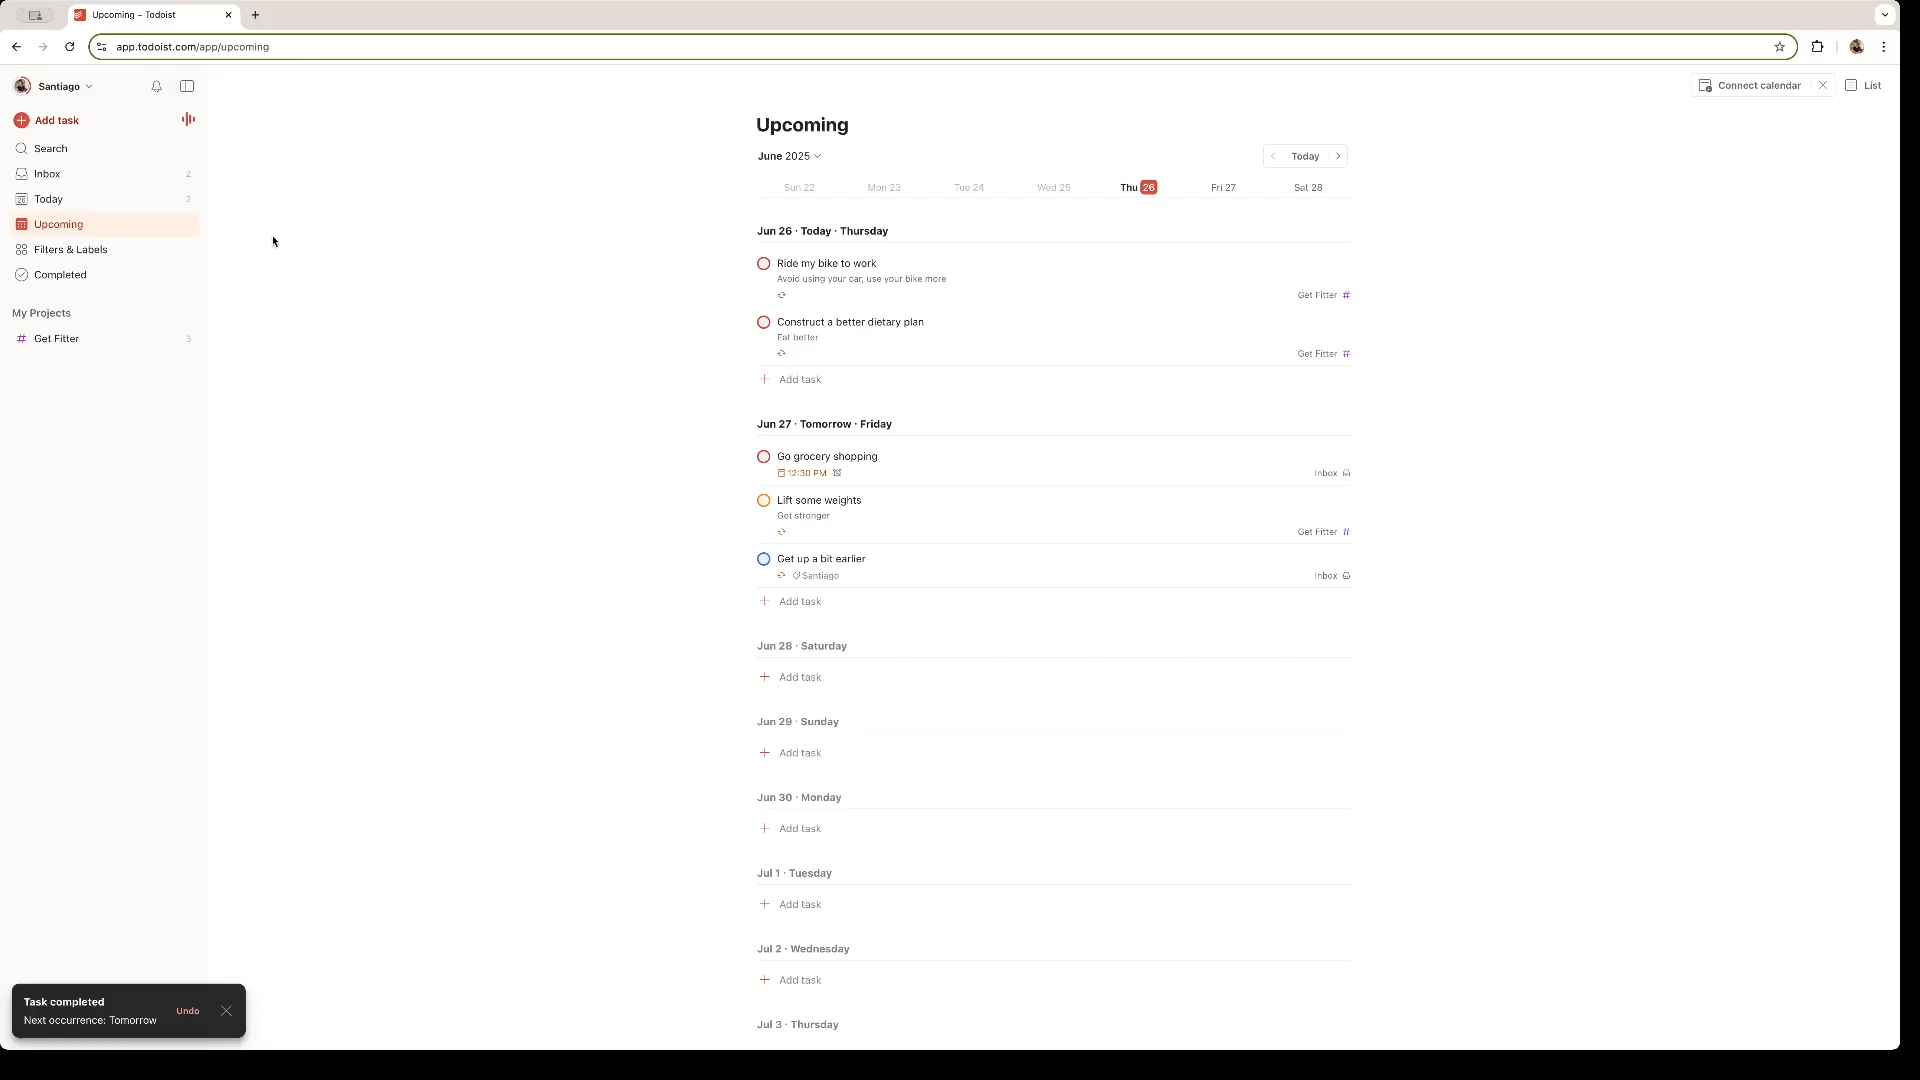 Upcoming – Todoist
app.todoist.com/app/upcoming
Santiago
Add task
Search
Inbox 2
Today 2
Upcoming
Filters & Labels
Completed
My Projects
# Get Fitter 3
Connect calendar
List
Upcoming
June 2025
Today
Sun 22 Mon 23 Tue 24 Wed 25 Thu 26 Fri 27 Sat 28
Jun 26 · Today · Thursday
Ride my bike to work
Avoid using your car, use your bike more
Get Fitter #
Construct a better dietary plan
Eat better
Get Fitter #
Add task
Jun 27 · Tomorrow · Friday
Go grocery shopping
12:30 PM Inbox
Lift some weights
Get stronger
Get Fitter #
Get up a bit earlier
Santiago Inbox
Add task
Jun 28 · Saturday
Add task
Jun 29 · Sunday
Add task
Jun 30 · Monday
Add task
Jul 1 · Tuesday
Add task
Jul 2 · Wednesday
Add task
Jul 3 · Thursday
Task completed
Next occurrence: Tomorrow
Undo